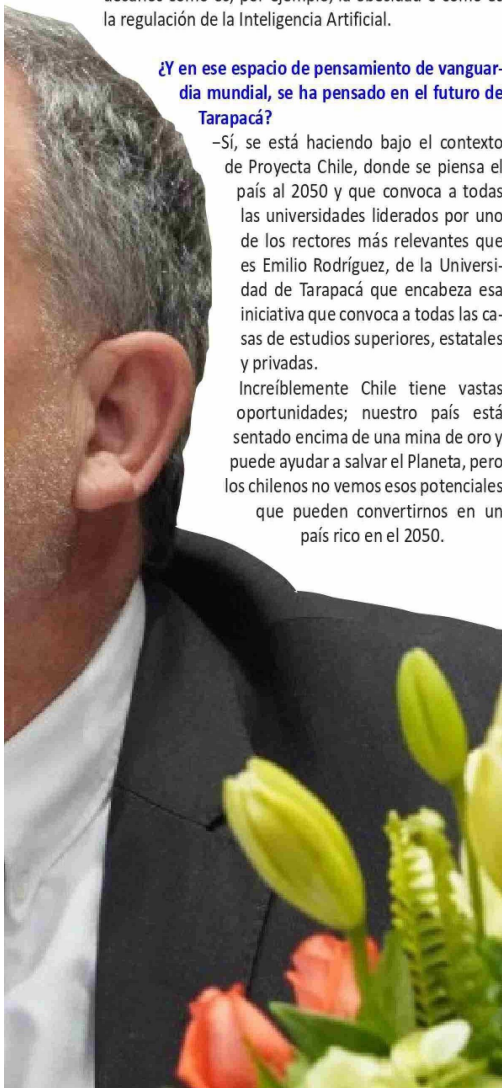 la regulación de la Inteligencia Artificial.
¿Y en ese espacio de pensamiento de vanguar-
dia mundial, se ha pensado en el futuro de
Tarapacá?
–Sí, se está haciendo bajo el contexto
de Proyecta Chile, donde se piensa el
país al 2050 y que convoca a todas
las universidades liderados por uno
de los rectores más relevantes que
es Emilio Rodríguez, de la Universi-
dad de Tarapacá que encabeza esa
iniciativa que convoca a todas las ca-
sas de estudios superiores, estatales
y privadas.
Increíblemente Chile tiene vastas
oportunidades; nuestro país está
sentado encima de una mina de oro y
puede ayudar a salvar el Planeta, pero
los chilenos no vemos esos potenciales
que pueden convertirnos en un
país rico en el 2050.